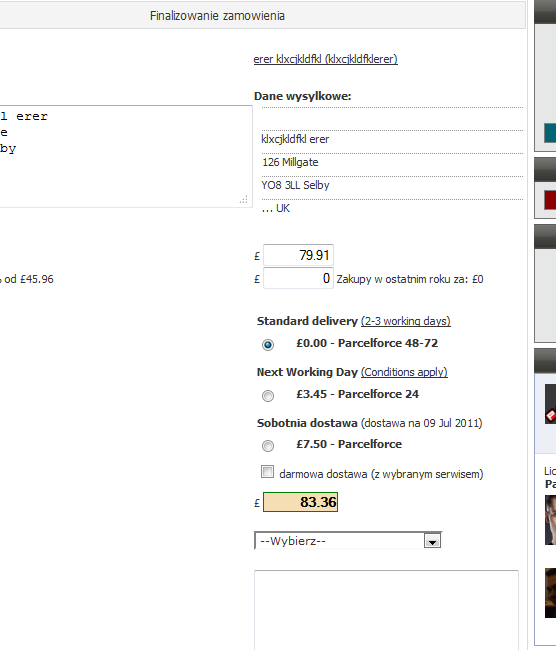 Finalizowanie zamowienia
erer klxcjkldfkl (klxcjkldfklerer)
Dane wysylkowe:
l erer
e
by
klxcjkldfkl erer
126 Millgate
YO8 3LL Selby
... UK
£ 79.91
od £45.96
£ 0 Zakupy w ostatnim roku za: £0
Standard delivery (2-3 working days)
£0.00 - Parcelforce 48-72
Next Working Day (Conditions apply)
£3.45 - Parcelforce 24
Sobotnia dostawa (dostawa na 09 Jul 2011)
£7.50 - Parcelforce
darmowa dostawa (z wybranym serwisem)
£ 83.36
--Wybierz--
Lic
Pa